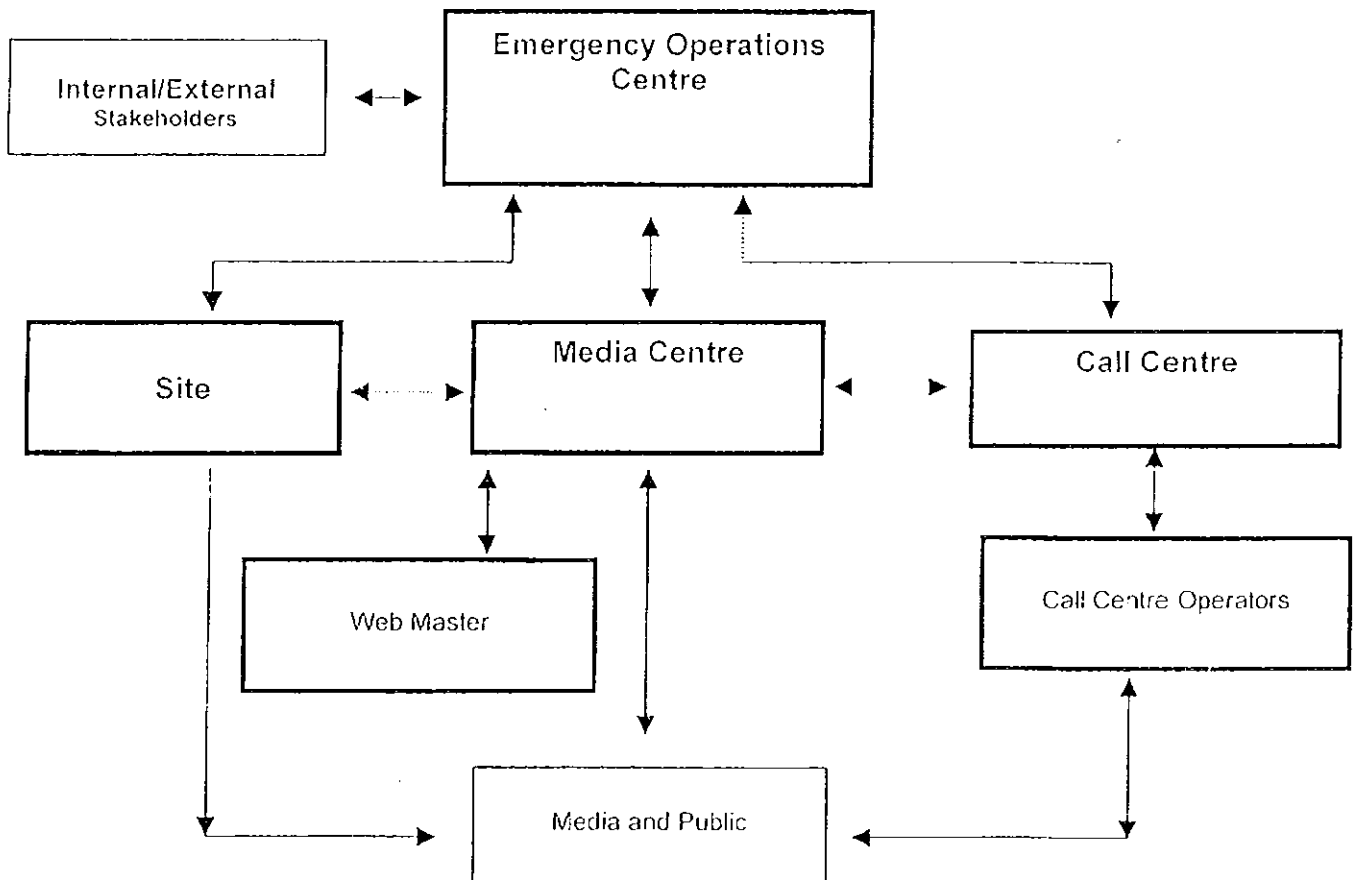 Emergency Operations
Centre
Internal/External
Stakeholders
Site
Media Centre
Call Centre
Web Master
Call Centre Operators
Media and Public